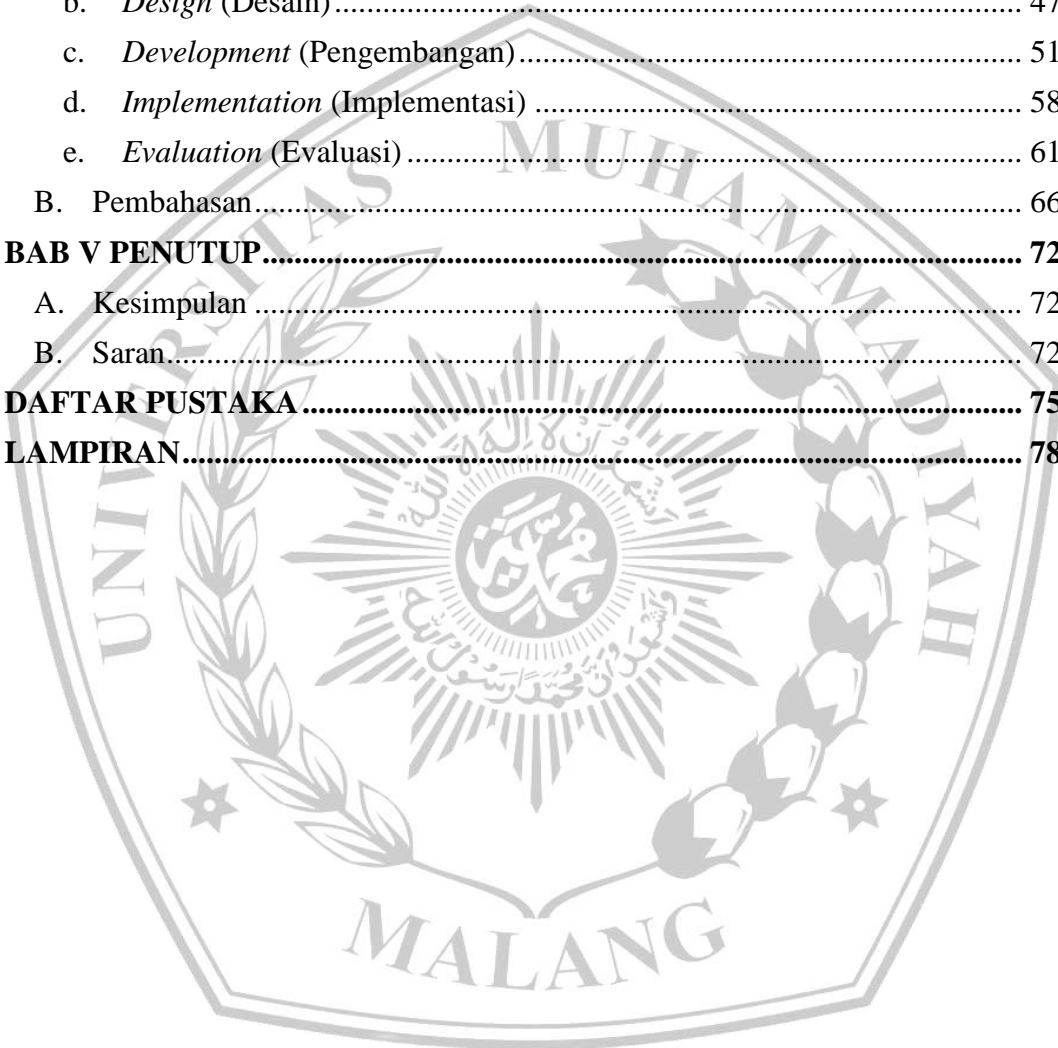 b. Design (Desain)........................................................................................ 47
c. Development (Pengembangan)................................................................ 51
d. Implementation (Implementasi) .............................................................. 58
e. Evaluation (Evaluasi) .............................................................................. 61
B. Pembahasan................................................................................................ 66
BAB V PENUTUP............................................................................................... 72
A. Kesimpulan ................................................................................................ 72
B. Saran........................................................................................................... 72
DAFTAR PUSTAKA.......................................................................................... 75
LAMPIRAN......................................................................................................... 78
UNIVERSITAS MUHAMMADIYAH
MALANG